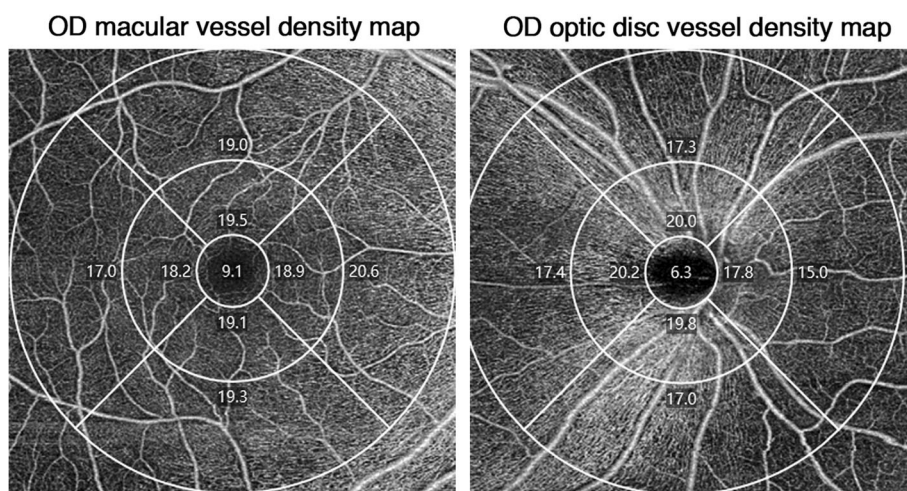 OD macular vessel density map
19.0
19.5
17.0 18.2 9.1 18.9 20.6
19.1
19.3
OD optic disc vessel density map
17.3
20.0
17.4 20.2 6.3 17.8 15.0
19.8
17.0